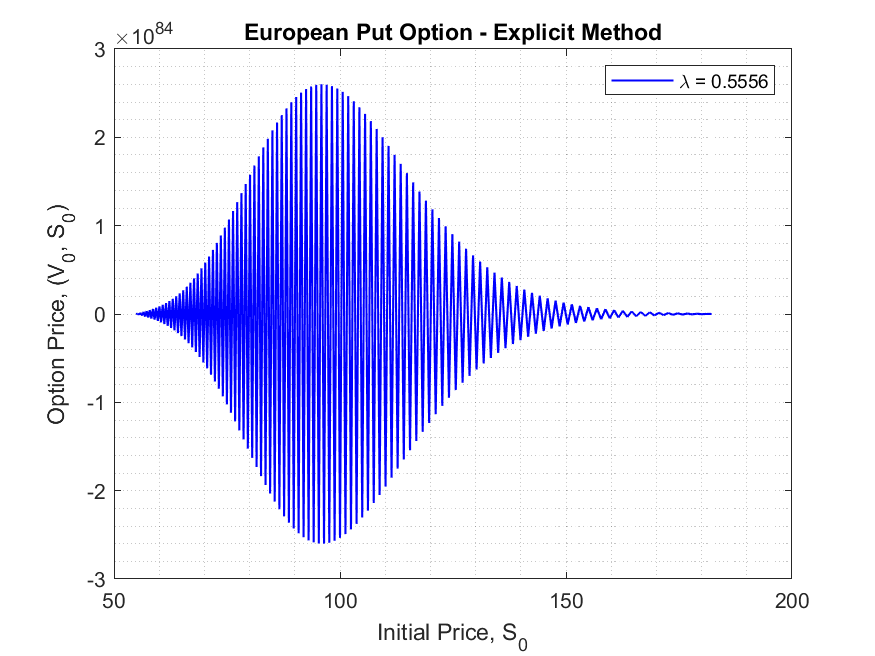 ×10^84
European Put Option - Explicit Method
λ = 0.5556
3
2
1
0
-1
-2
-3
Option Price, (V_0, S_0)
50 100 150 200
Initial Price, S_0